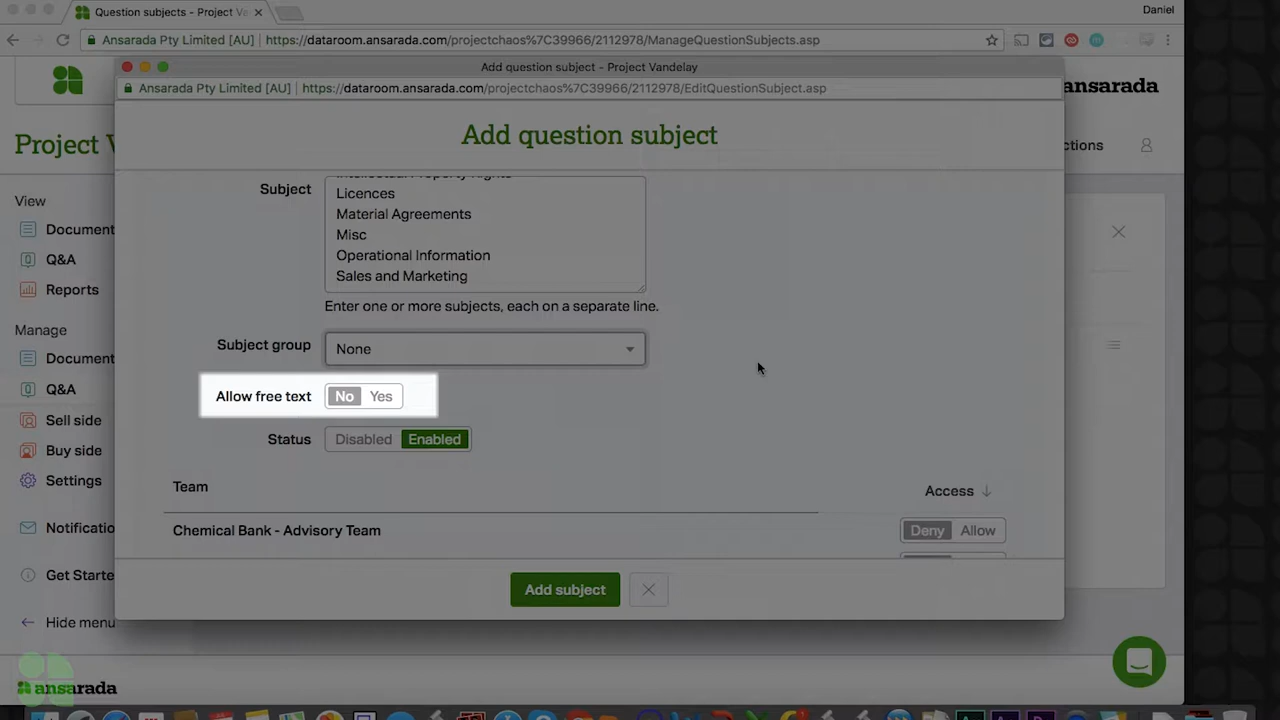 Question subjects - Project Ve
Daniel
Ansarada Pty Limited [AU] https://dataroom.ansarada.com/projectchaos%7C39966/2112978/ManageQuestionSubjects.asp
Add question subject - Project Vandelay
Ansarada Pty Limited [AU] https://dataroom.ansarada.com/projectchaos%7C39966/2112978/EditQuestionSubject.asp
ansarada
Project V
Add question subject
ctions
View
Document
Q&A
Reports
Manage
Document
Q&A
Sell side
Buy side
Settings
Notificatio
Get Starte
Hide menu
Subject
Intellectual Property Rights
Licences
Material Agreements
Misc
Operational Information
Sales and Marketing
Enter one or more subjects, each on a separate line.
Subject group None
Allow free text No Yes
Status Disabled Enabled
Team Access
Chemical Bank - Advisory Team Deny Allow
Add subject
ansarada